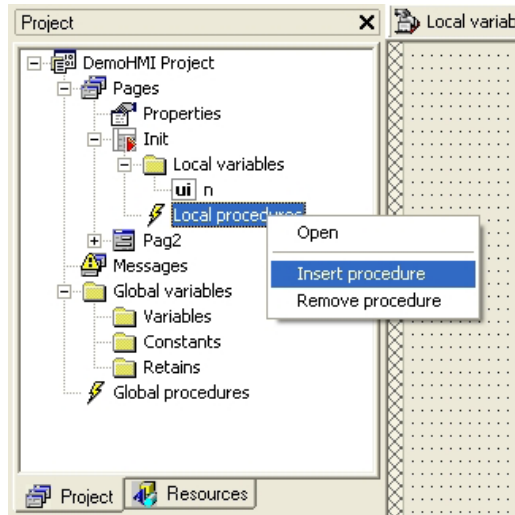 Project
Local variab
DemoHMI Project
Pages
Properties
Init
Local variables
ui n
Local procedures
Open
Pag2
Insert procedure
Messages
Remove procedure
Global variables
Variables
Constants
Retains
Global procedures
Project
Resources